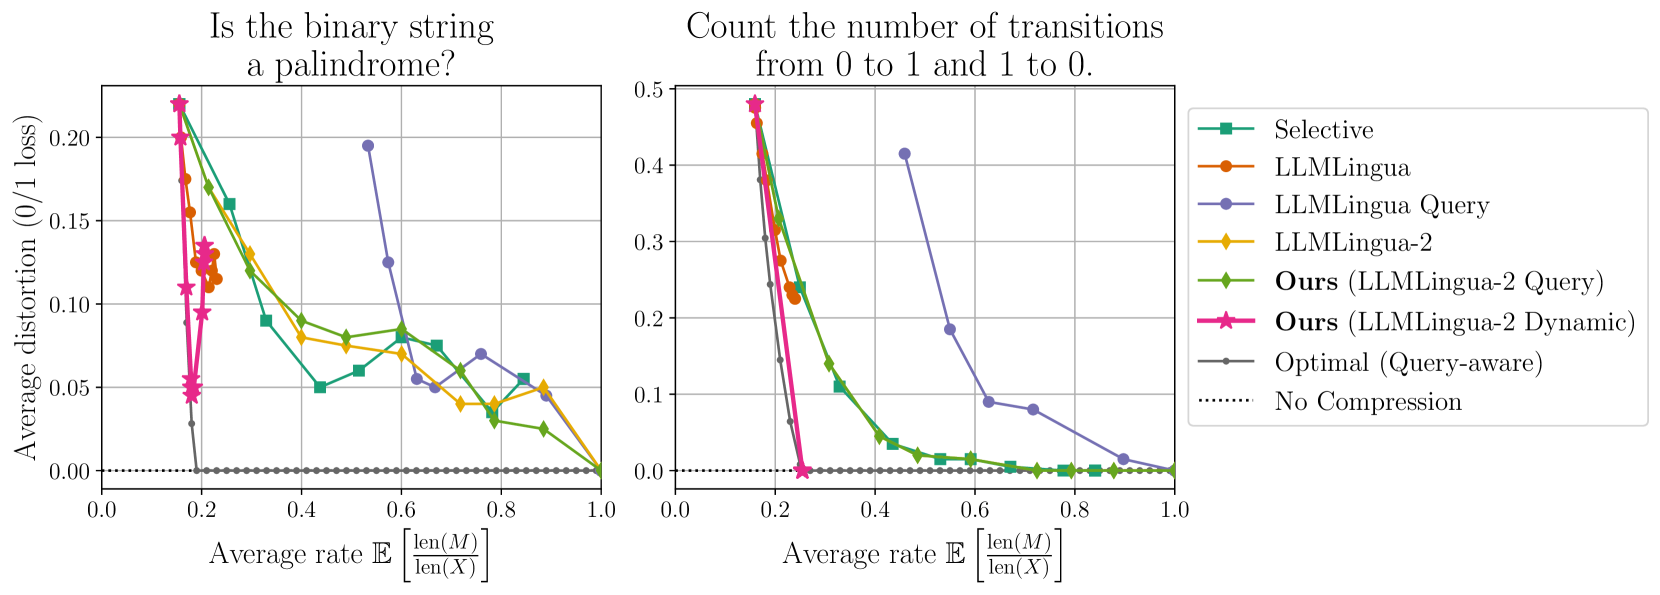 Is the binary string
a palindrome?
Count the number of transitions
from 0 to 1 and 1 to 0.
Average distortion (0/1 loss)
0.20
0.15
0.10
0.05
0.00
0.0 0.2 0.4 0.6 0.8 1.0
Average rate 𝔼 [len(M)/len(X)]
0.5
0.4
0.3
0.2
0.1
0.0
0.0 0.2 0.4 0.6 0.8 1.0
Average rate 𝔼 [len(M)/len(X)]
Selective
LLMLingua
LLMLingua Query
LLMLingua-2
Ours (LLMLingua-2 Query)
Ours (LLMLingua-2 Dynamic)
Optimal (Query-aware)
No Compression